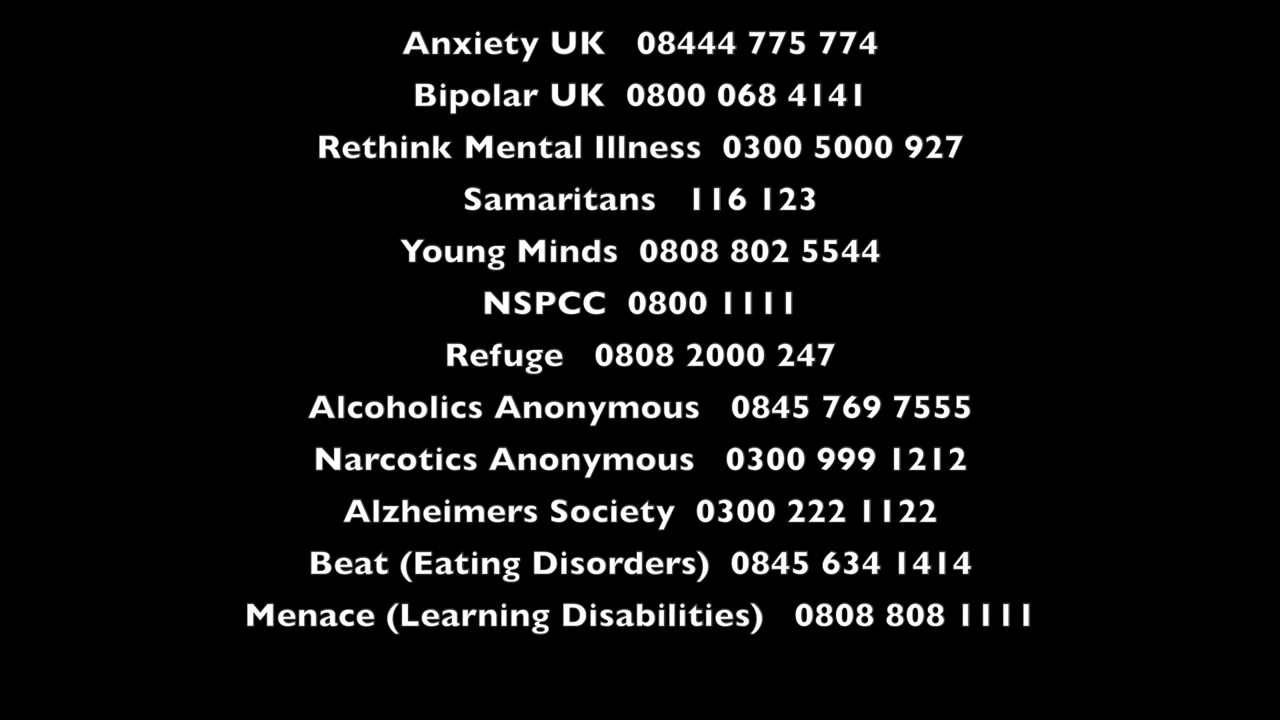 Anxiety UK 08444 775 774
Bipolar UK 0800 068 4141
Rethink Mental Illness 0300 5000 927
Samaritans 116 123
Young Minds 0808 802 5544
NSPCC 0800 1111
Refuge 0808 2000 247
Alcoholics Anonymous 0845 769 7555
Narcotics Anonymous 0300 999 1212
Alzheimers Society 0300 222 1122
Beat (Eating Disorders) 0845 634 1414
Menace (Learning Disabilities) 0808 808 1111